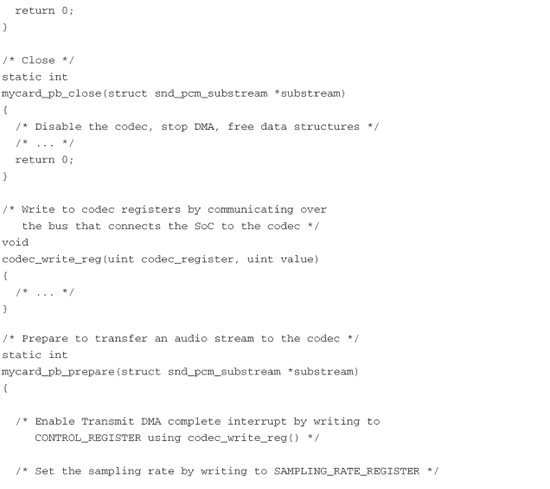 return 0;
}
/* Close */
static int
mycard_pb_close(struct snd_pcm_substream *substream)
{
  /* Disable the codec, stop DMA, free data structures */
  /* ... */
  return 0;
}
/* Write to codec registers by communicating over
   the bus that connects the SoC to the codec */
void
codec_write_reg(uint codec_register, uint value)
{
  /* ... */
}
/* Prepare to transfer an audio stream to the codec */
static int
mycard_pb_prepare(struct snd_pcm_substream *substream)
{
  /* Enable Transmit DMA complete interrupt by writing to
     CONTROL_REGISTER using codec_write_reg() */
  /* Set the sampling rate by writing to SAMPLING_RATE_REGISTER */